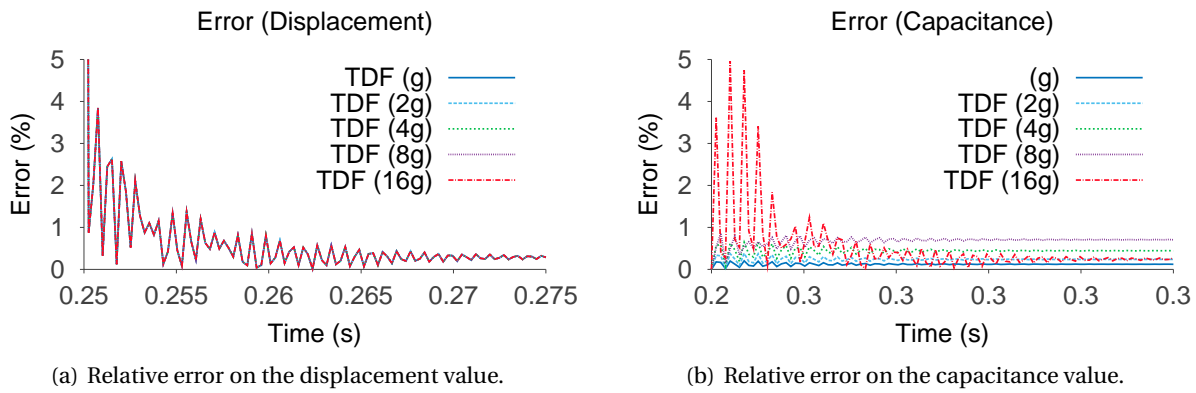 Error (Displacement)
5
4
3
2
1
0
Error (%)
TDF (g)
TDF (2g)
TDF (4g)
TDF (8g)
TDF (16g)
0.25
0.255
0.26
0.265
0.27
0.275
Time (s)
(a) Relative error on the displacement value.
Error (Capacitance)
5
4
3
2
1
0
Error (%)
(g)
TDF (2g)
TDF (4g)
TDF (8g)
TDF (16g)
0.2
0.3
0.3
0.3
0.3
0.3
Time (s)
(b) Relative error on the capacitance value.